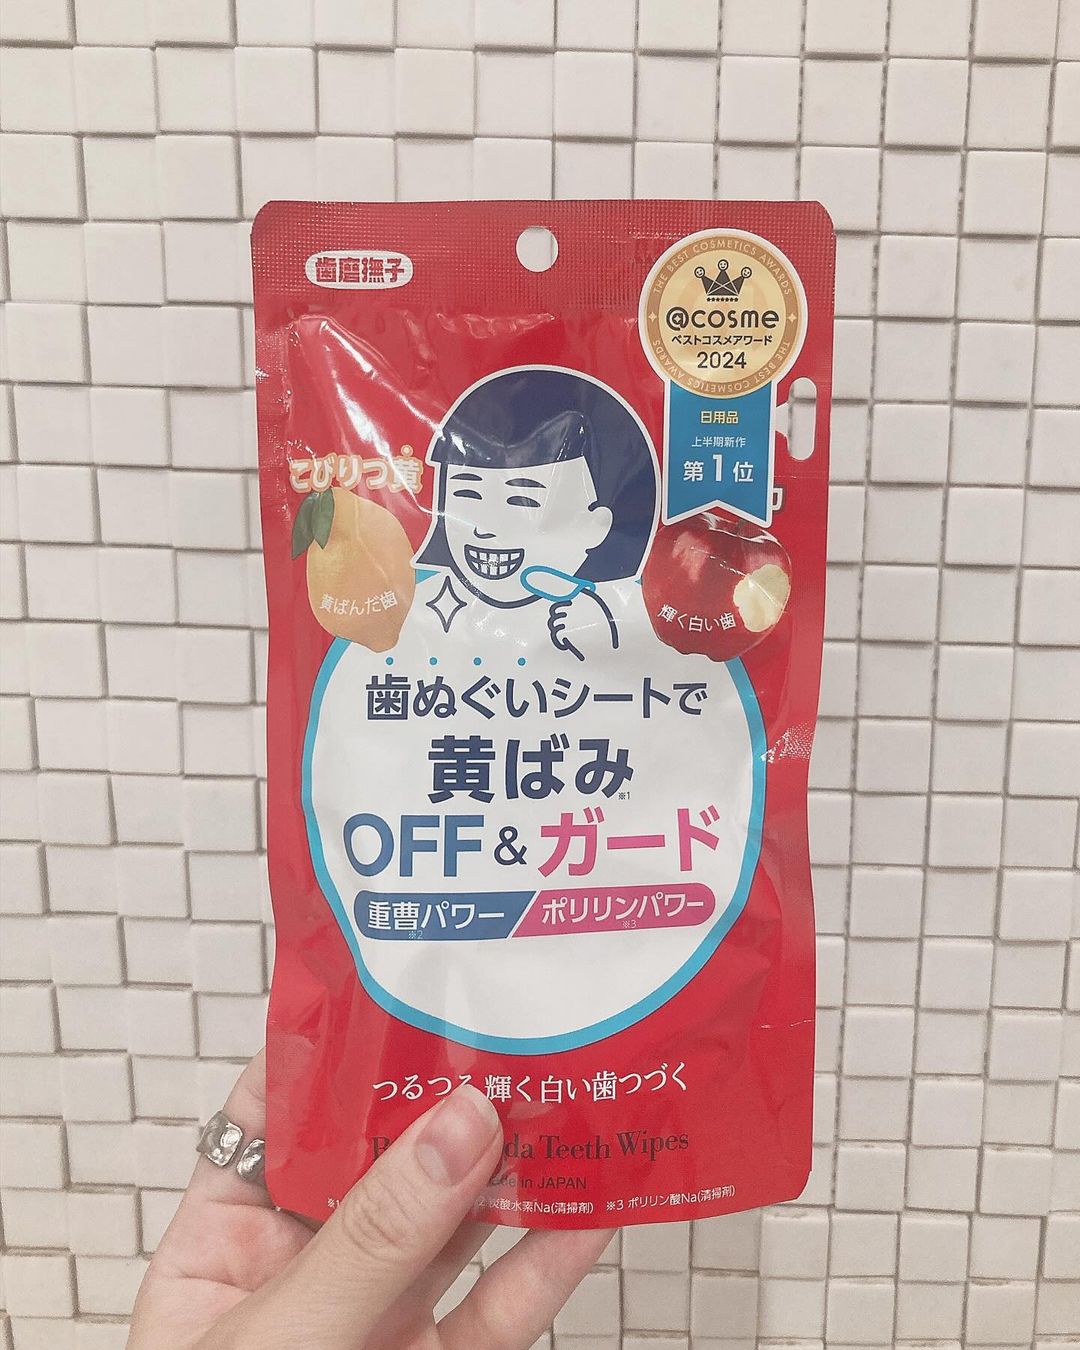 歯磨撫子
THE BEST COSMETICS AWARDS
@cosme
ベストコスメアワード
2024
THE BEST COSMETICS AWARDS
日用品
上半期新作
第1位
こびりつ黄
黄ばんだ歯
輝く白い歯
歯ぬぐいシートで
黄ばみ※1
OFF&ガード
重曹パワー※2
ポリリンパワー※3
つるつる 輝く白い歯つづく
Teeth Wipes
in JAPAN
※1 炭酸水素Na(清掃剤) ※3 ポリリン酸Na(清掃剤)